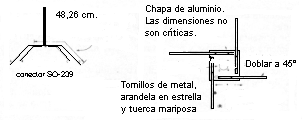 48,26 cm.
conector SO-239
Chapa de aluminio.
Las dimensiones no
son críticas.
Doblar a 45°
Tornillos de metal,
arandela en estrella
y tuerca mariposa